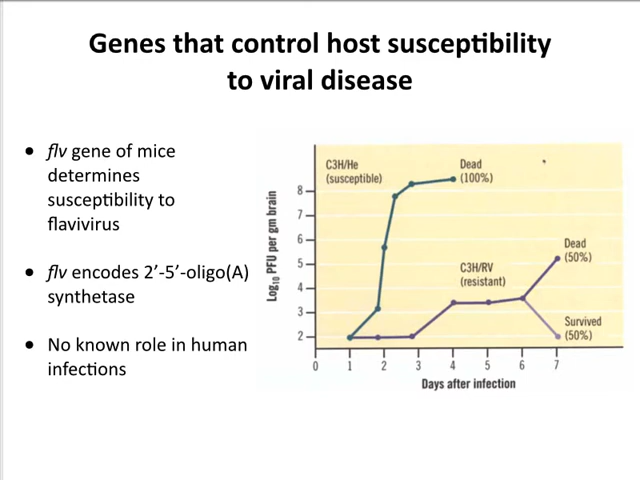 Genes that control host susceptibility
to viral disease
• flv gene of mice
determines
susceptibility to
flavivirus
• flv encodes 2′-5′-oligo(A)
synthetase
• No known role in human
infections
C3H/He
(susceptible)
Dead
(100%)
C3H/RV
(resistant)
Dead
(50%)
Survived
(50%)
Log10 PFU per gm brain
8
7
6
5
4
3
2
0 1 2 3 4 5 6 7
Days after infection